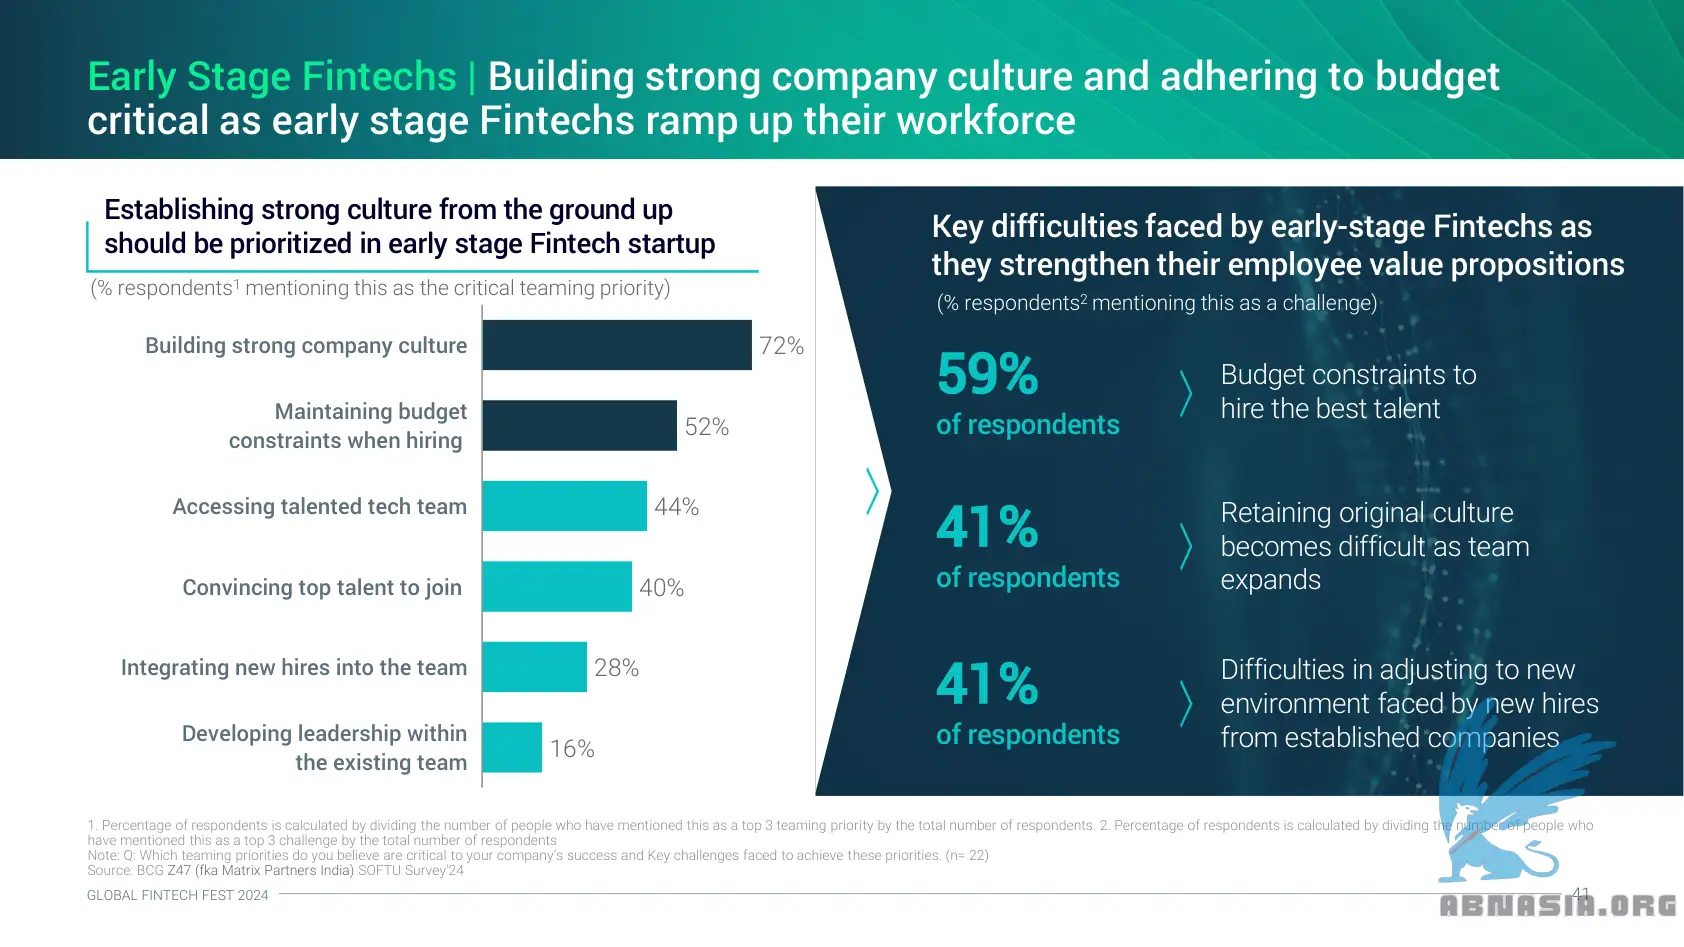 Early Stage Fintechs | Building strong company culture and adhering to budget
critical as early stage Fintechs ramp up their workforce
Establishing strong culture from the ground up
should be prioritized in early stage Fintech startup
(% respondents1 mentioning this as the critical teaming priority)
Building strong company culture
72%
Maintaining budget
constraints when hiring
52%
Accessing talented tech team
44%
Convincing top talent to join
40%
Integrating new hires into the team
28%
Developing leadership within
the existing team
16%
Key difficulties faced by early-stage Fintechs as
they strengthen their employee value propositions
(% respondents2 mentioning this as a challenge)
59%
of respondents
Budget constraints to
hire the best talent
41%
of respondents
Retaining original culture
becomes difficult as team
expands
41%
of respondents
Difficulties in adjusting to new
environment faced by new hires
from established companies
1. Percentage of respondents is calculated by dividing the number of people who have mentioned this as a top 3 teaming priority by the total number of respondents. 2. Percentage of respondents is calculated by dividing the number of people who
have mentioned this as a top 3 challenge by the total number of respondents
Note: Q: Which teaming priorities do you believe are critical to your company's success and Key challenges faced to achieve these priorities. (n= 22)
Source: BCG Z47 (fka Matrix Partners India) SOFTU Survey'24
GLOBAL FINTECH FEST 2024
41
ABNASIA.ORG